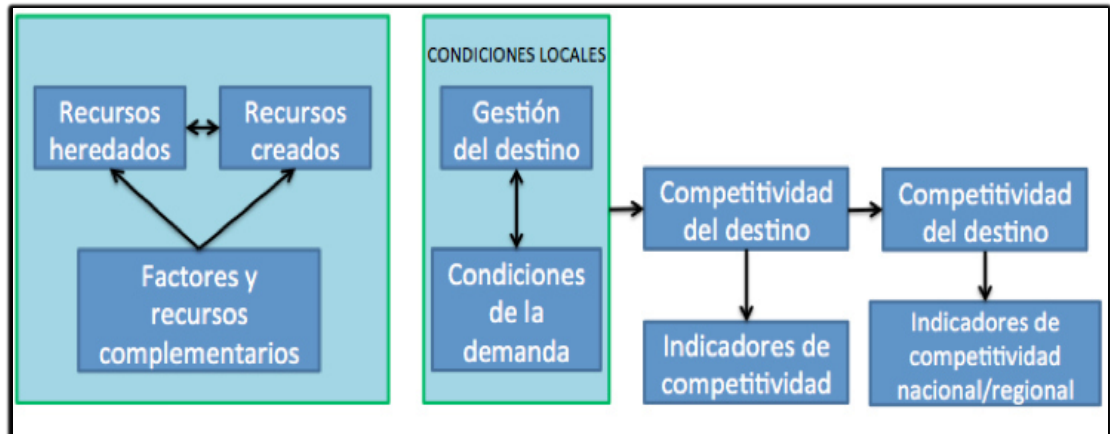 Recursos
heredados
Recursos
creados
Factores y
recursos
complementarios
CONDICIONES LOCALES
Gestión
del destino
Condiciones
de la
demanda
Competitividad
del destino
Indicadores de
competitividad
Competitividad
del destino
Indicadores de
competitividad
nacional/regional